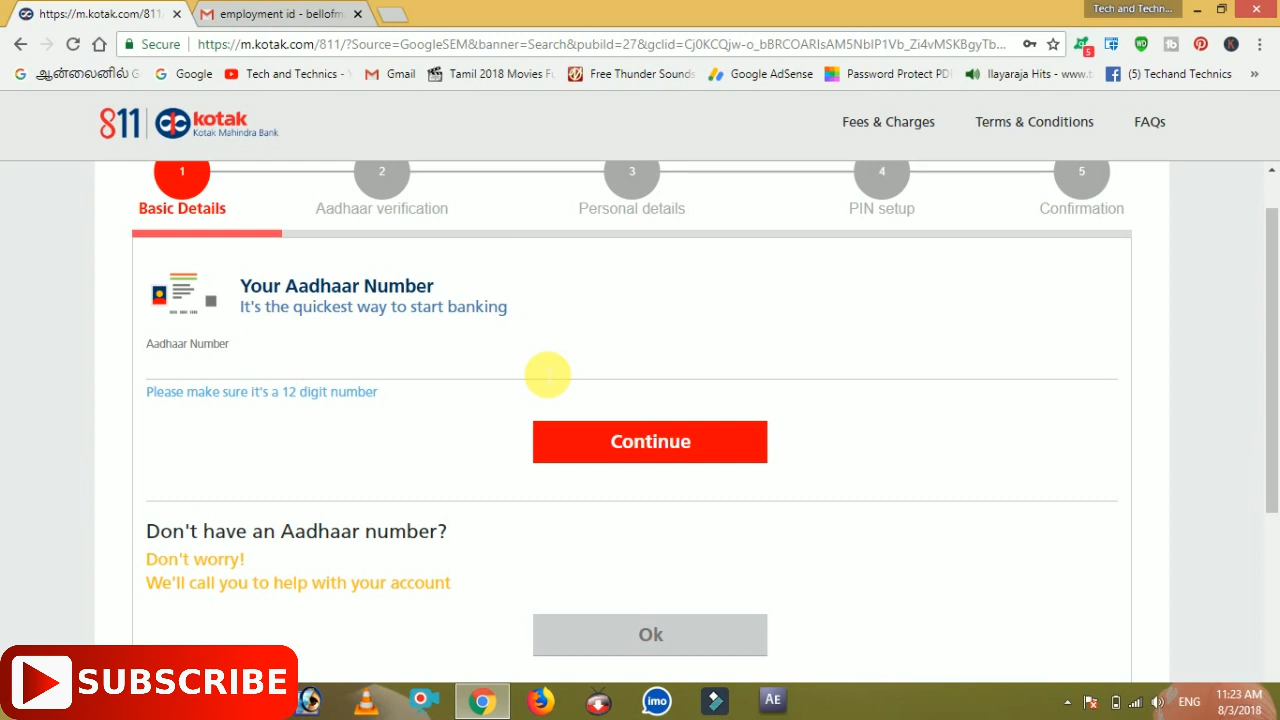 https://m.kotak.com/811/
employment id - bellofm
Tech and Techn...
Secure
https://m.kotak.com/811/?Source=GoogleSEM&banner=Search&pubiId=27&gclid=
5
ஆன்லைனில்
Google
Tech and Technics -
Gmail
Tamil 2018 Movies Fu
Free Thunder Sounds
Google AdSense
Password Protect PD
Ilayaraja Hits - www.t
(5) Techand Technics
»
811
kotak
Kotak Mahindra Bank
Fees & Charges
Terms & Conditions
FAQs
1
2
3
4
5
Basic Details
Aadhaar verification
Personal details
PIN setup
Confirmation
Your Aadhaar Number
It's the quickest way to start banking
Aadhaar Number
Please make sure it's a 12 digit number
Continue
Don't have an Aadhaar number?
Don't worry!
We'll call you to help with your account
Ok
SUBSCRIBE
imo
AE
ENG
11:23 AM
8/3/2018